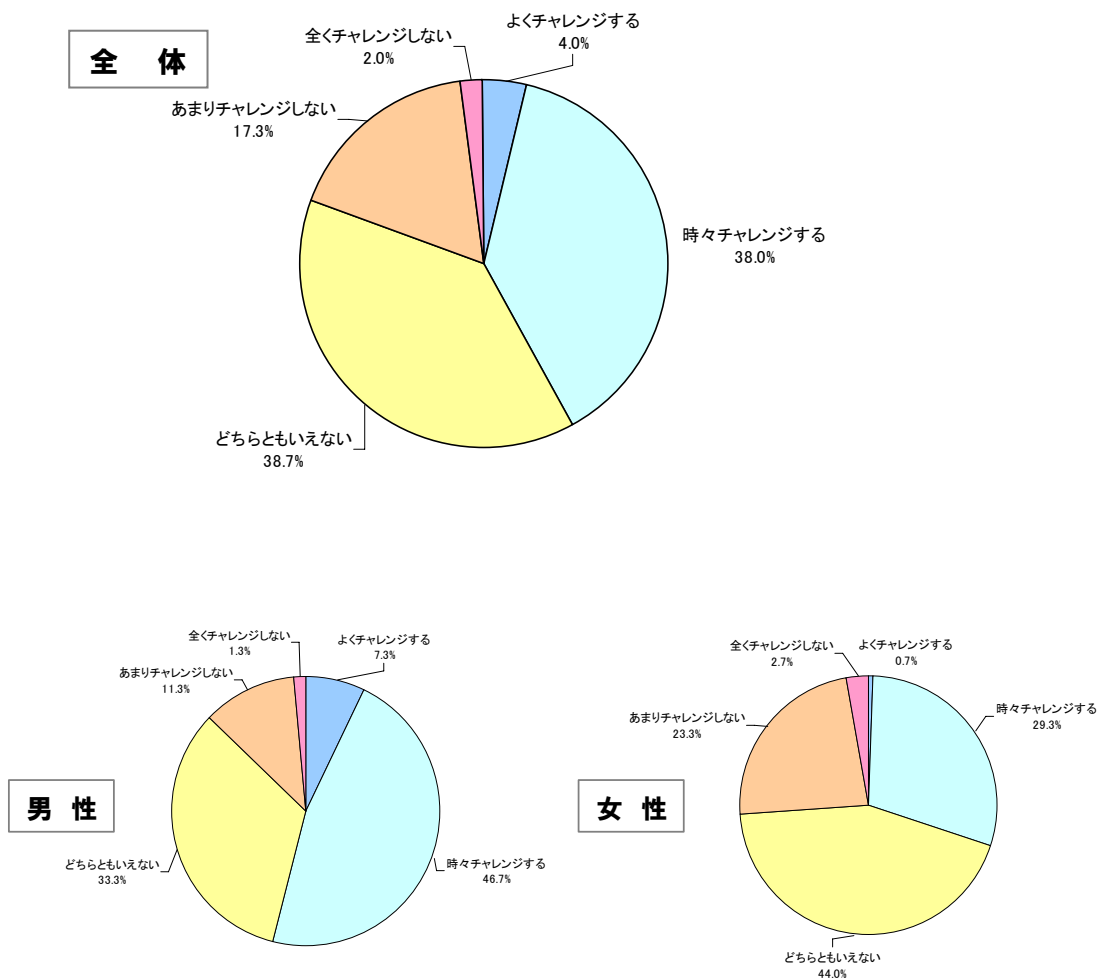 全 体
全くチャレンジしない
2.0%
よくチャレンジする
4.0%
あまりチャレンジしない
17.3%
時々チャレンジする
38.0%
どちらともいえない
38.7%
男 性
全くチャレンジしない
1.3%
よくチャレンジする
7.3%
あまりチャレンジしない
11.3%
どちらともいえない
33.3%
時々チャレンジする
46.7%
女 性
全くチャレンジしない
2.7%
よくチャレンジする
0.7%
あまりチャレンジしない
23.3%
時々チャレンジする
29.3%
どちらともいえない
44.0%